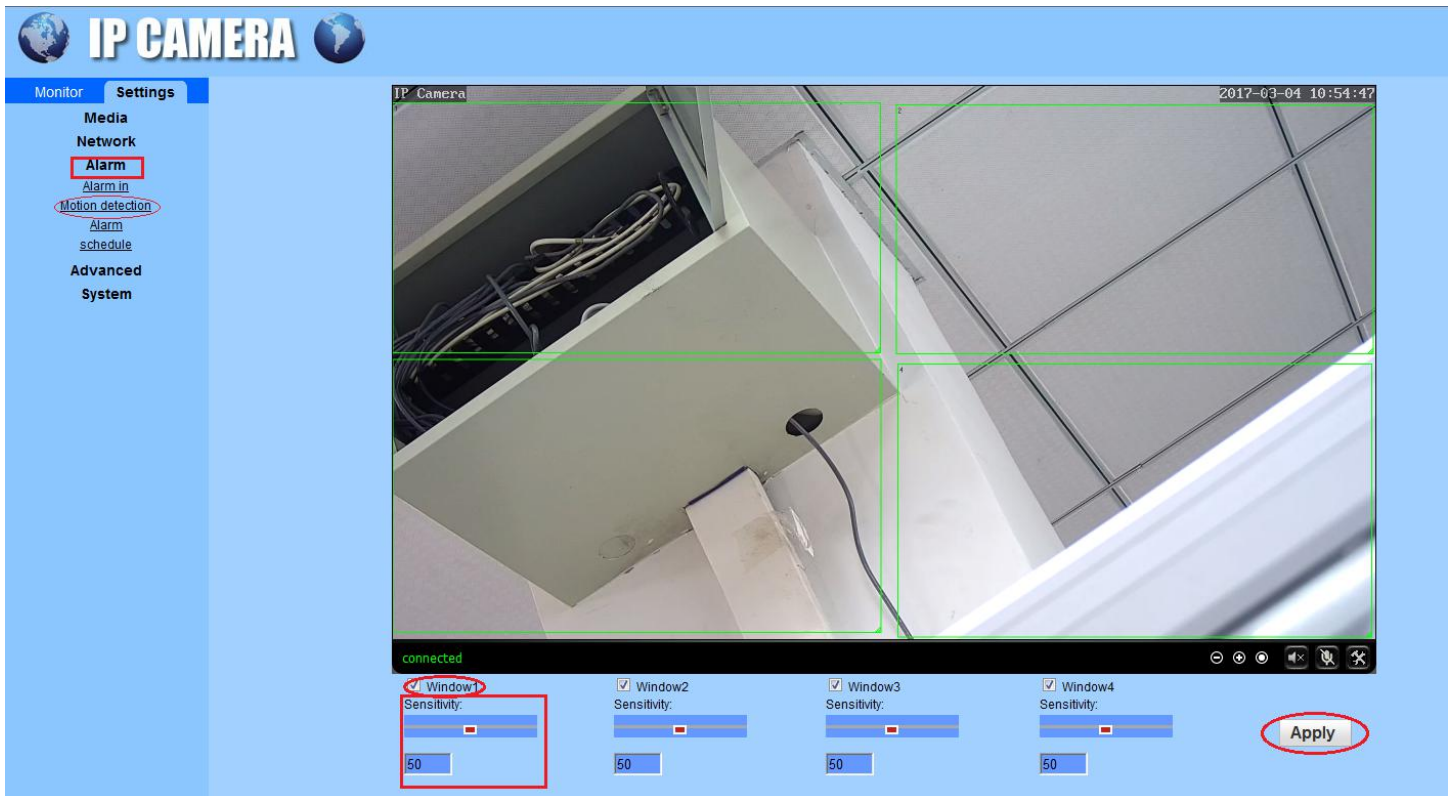 IP CAMERA
Monitor Settings
Media
Network
Alarm
Alarm in
Motion detection
Alarm
schedule
Advanced
System
IP Camera 2017-03-04 10:54:47
1
2
4
connected
Window1 Window2 Window3 Window4
Sensitivity: Sensitivity: Sensitivity: Sensitivity:
50 50 50 50
Apply